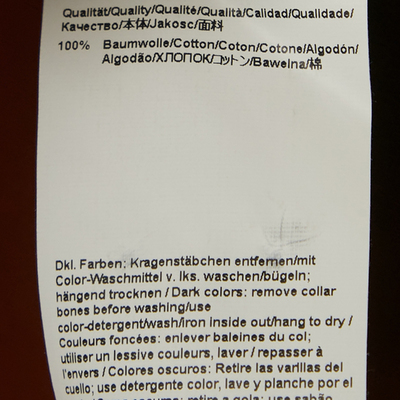 Qualität/Quality/Qualité/Qualità/Calidad/Qualidade/
Качество/本体/Jakosc/面料
100% Baumwolle/Cotton/Coton/Cotone/Algodón/
Algodão/ХЛОПОК/コットン/Bawelna/棉
Dkl. Farben: Kragenstäbchen entfernen/mit
Color-Waschmittel v. lks. waschen/bügeln;
hängend trocknen / Dark colors: remove collar
bones before washing/use
color-detergent/wash/iron inside out/hang to dry /
Couleurs foncées: enlever baleines du col;
utiliser un lessive couleurs, laver / repasser à
l'envers / Colores oscuros: Retire las varillas del
cuello; use detergente color, lave y planche por el
retire a gola; use sabão